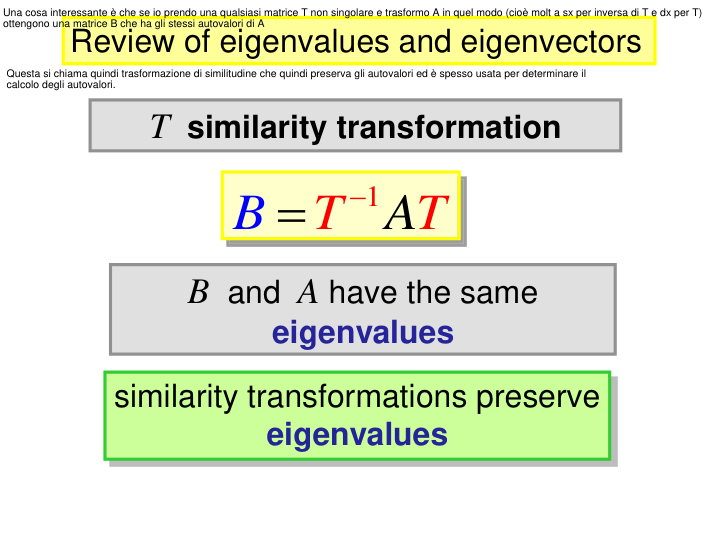 Una cosa interessante è che se io prendo una qualsiasi matrice T non singolare e trasformo A in quel modo (cioè molt a sx per inversa di T e dx per T)
ottengono una matrice B che ha gli stessi autovalori di A
Review of eigenvalues and eigenvectors
Questa si chiama quindi trasformazione di similitudine che quindi preserva gli autovalori ed è spesso usata per determinare il
calcolo degli autovalori.
T similarity transformation
B = T⁻¹AT
B and A have the same
eigenvalues
similarity transformations preserve
eigenvalues